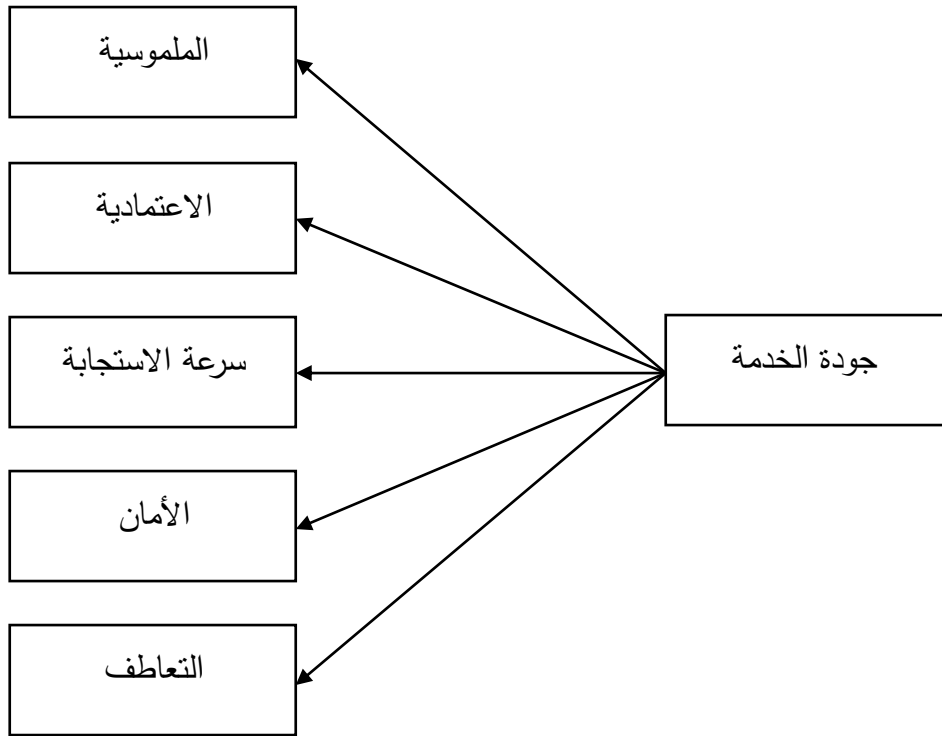 الملموسية
الاعتمادية
سرعة الاستجابة
جودة الخدمة
الأمان
التعاطف